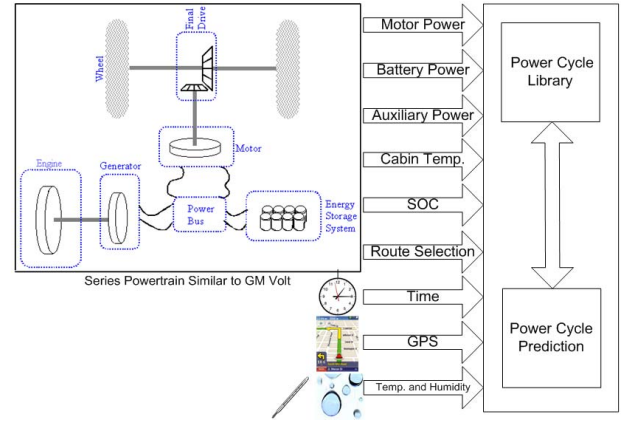 Final
Drive
Wheel
Motor
Engine
Generator
Power
Bus
Energy
Storage
System
Series Powertrain Similar to GM Volt
Motor Power
Battery Power
Auxiliary Power
Cabin Temp.
SOC
Route Selection
Time
GPS
Temp. and Humidity
Power Cycle
Library
Power Cycle
Prediction